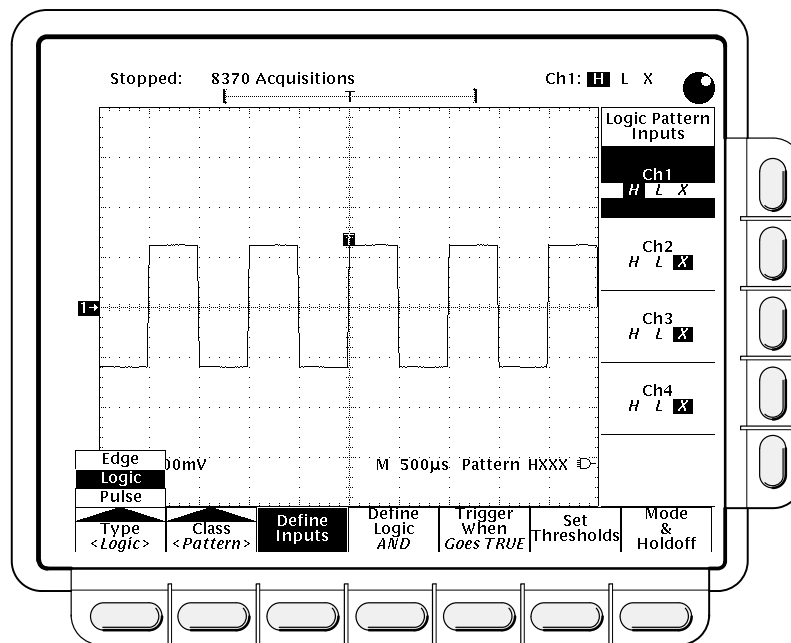 Stopped: 8370 Acquisitions
Ch1: H L X
T
Logic Pattern
Inputs
Ch1
H L X
Ch2
H L X
Ch3
H L X
Ch4
H L X
T
1→
00mV
M 500µs Pattern HXXX
Edge
Logic
Pulse
Type
<Logic>
Class
<Pattern>
Define
Inputs
Define
Logic
AND
Trigger
When
Goes TRUE
Set
Thresholds
Mode
&
Holdoff